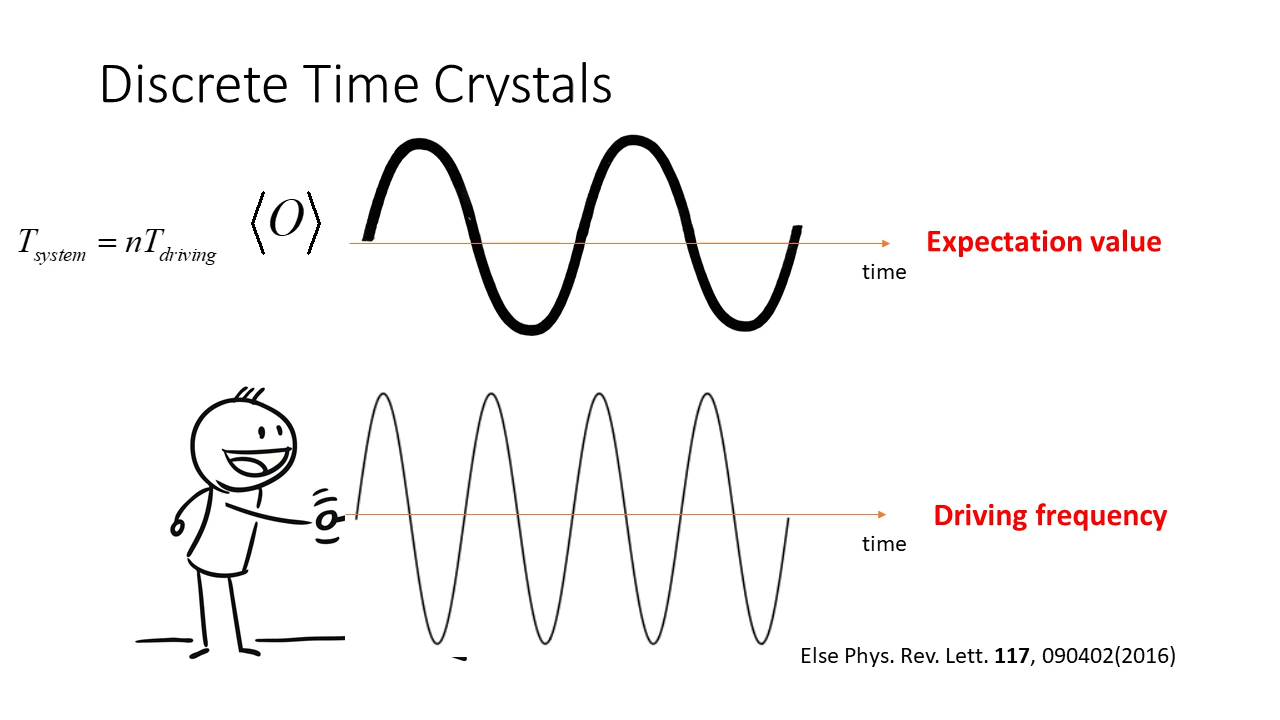 Discrete Time Crystals
T_system = nT_driving
⟨O⟩
Expectation value
time
Driving frequency
time
Else Phys. Rev. Lett. 117, 090402(2016)